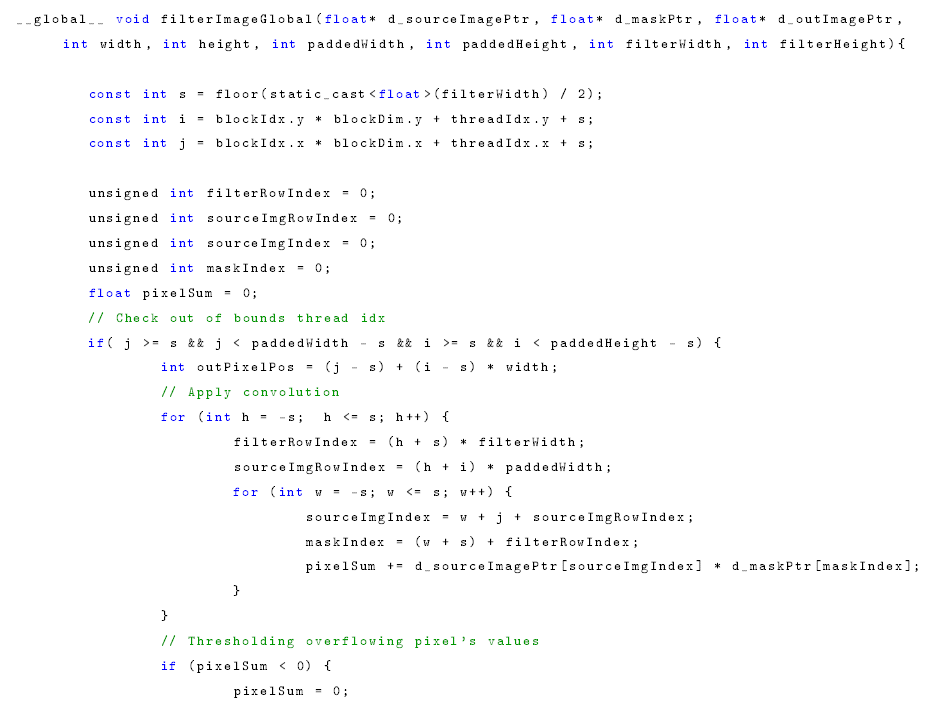 __global__ void filterImageGlobal(float* d_sourceImagePtr, float* d_maskPtr, float* d_outImagePtr,
int width, int height, int paddedWidth, int paddedHeight, int filterWidth, int filterHeight){
const int s = floor(static_cast<float>(filterWidth) / 2);
const int i = blockIdx.y * blockDim.y + threadIdx.y + s;
const int j = blockIdx.x * blockDim.x + threadIdx.x + s;
unsigned int filterRowIndex = 0;
unsigned int sourceImgRowIndex = 0;
unsigned int sourceImgIndex = 0;
unsigned int maskIndex = 0;
float pixelSum = 0;
// Check out of bounds thread idx
if( j >= s && j < paddedWidth - s && i >= s && i < paddedHeight - s) {
int outPixelPos = (j - s) + (i - s) * width;
// Apply convolution
for (int h = -s;  h <= s; h++) {
filterRowIndex = (h + s) * filterWidth;
sourceImgRowIndex = (h + i) * paddedWidth;
for (int w = -s; w <= s; w++) {
sourceImgIndex = w + j + sourceImgRowIndex;
maskIndex = (w + s) + filterRowIndex;
pixelSum += d_sourceImagePtr[sourceImgIndex] * d_maskPtr[maskIndex];
}
}
// Thresholding overflowing pixel's values
if (pixelSum < 0) {
pixelSum = 0;